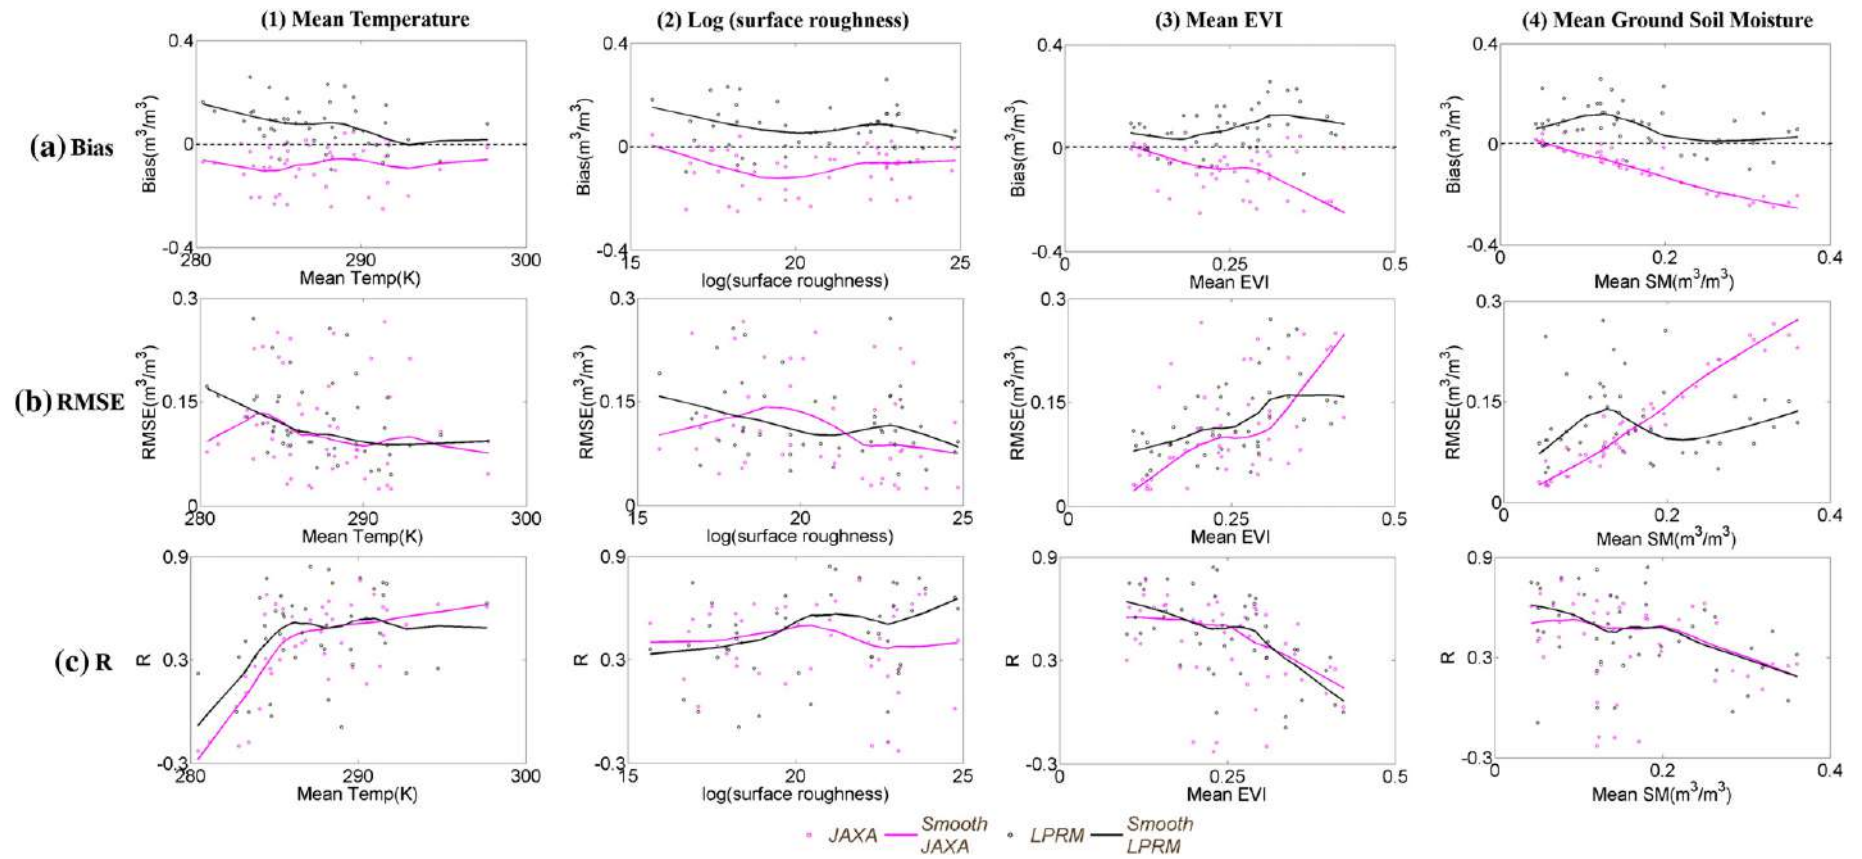 (1) Mean Temperature
(2) Log (surface roughness)
(3) Mean EVI
(4) Mean Ground Soil Moisture
(a) Bias
0.4
0
-0.4
Bias(m³/m³)
280
290
300
Mean Temp(K)
0.4
0
-0.4
Bias(m³/m³)
15
20
25
log(surface roughness)
0.4
0
-0.4
Bias(m³/m³)
0
0.25
0.5
Mean EVI
0.4
0
-0.4
Bias(m³/m³)
0
0.2
0.4
Mean SM(m³/m³)
(b) RMSE
0.3
0.15
0
RMSE(m³/m³)
280
290
300
Mean Temp(K)
0.3
0.15
0
RMSE(m³/m³)
15
20
25
log(surface roughness)
0.3
0.15
0
RMSE(m³/m³)
0
0.25
0.5
Mean EVI
0.3
0.15
0
RMSE(m³/m³)
0
0.2
0.4
Mean SM(m³/m³)
(c) R
0.9
0.3
-0.3
R
280
290
300
Mean Temp(K)
0.9
0.3
-0.3
R
15
20
25
log(surface roughness)
0.9
0.3
-0.3
R
0
0.25
0.5
Mean EVI
0.9
0.3
-0.3
R
0
0.2
0.4
Mean SM(m³/m³)
JAXA
Smooth
JAXA
LPRM
Smooth
LPRM